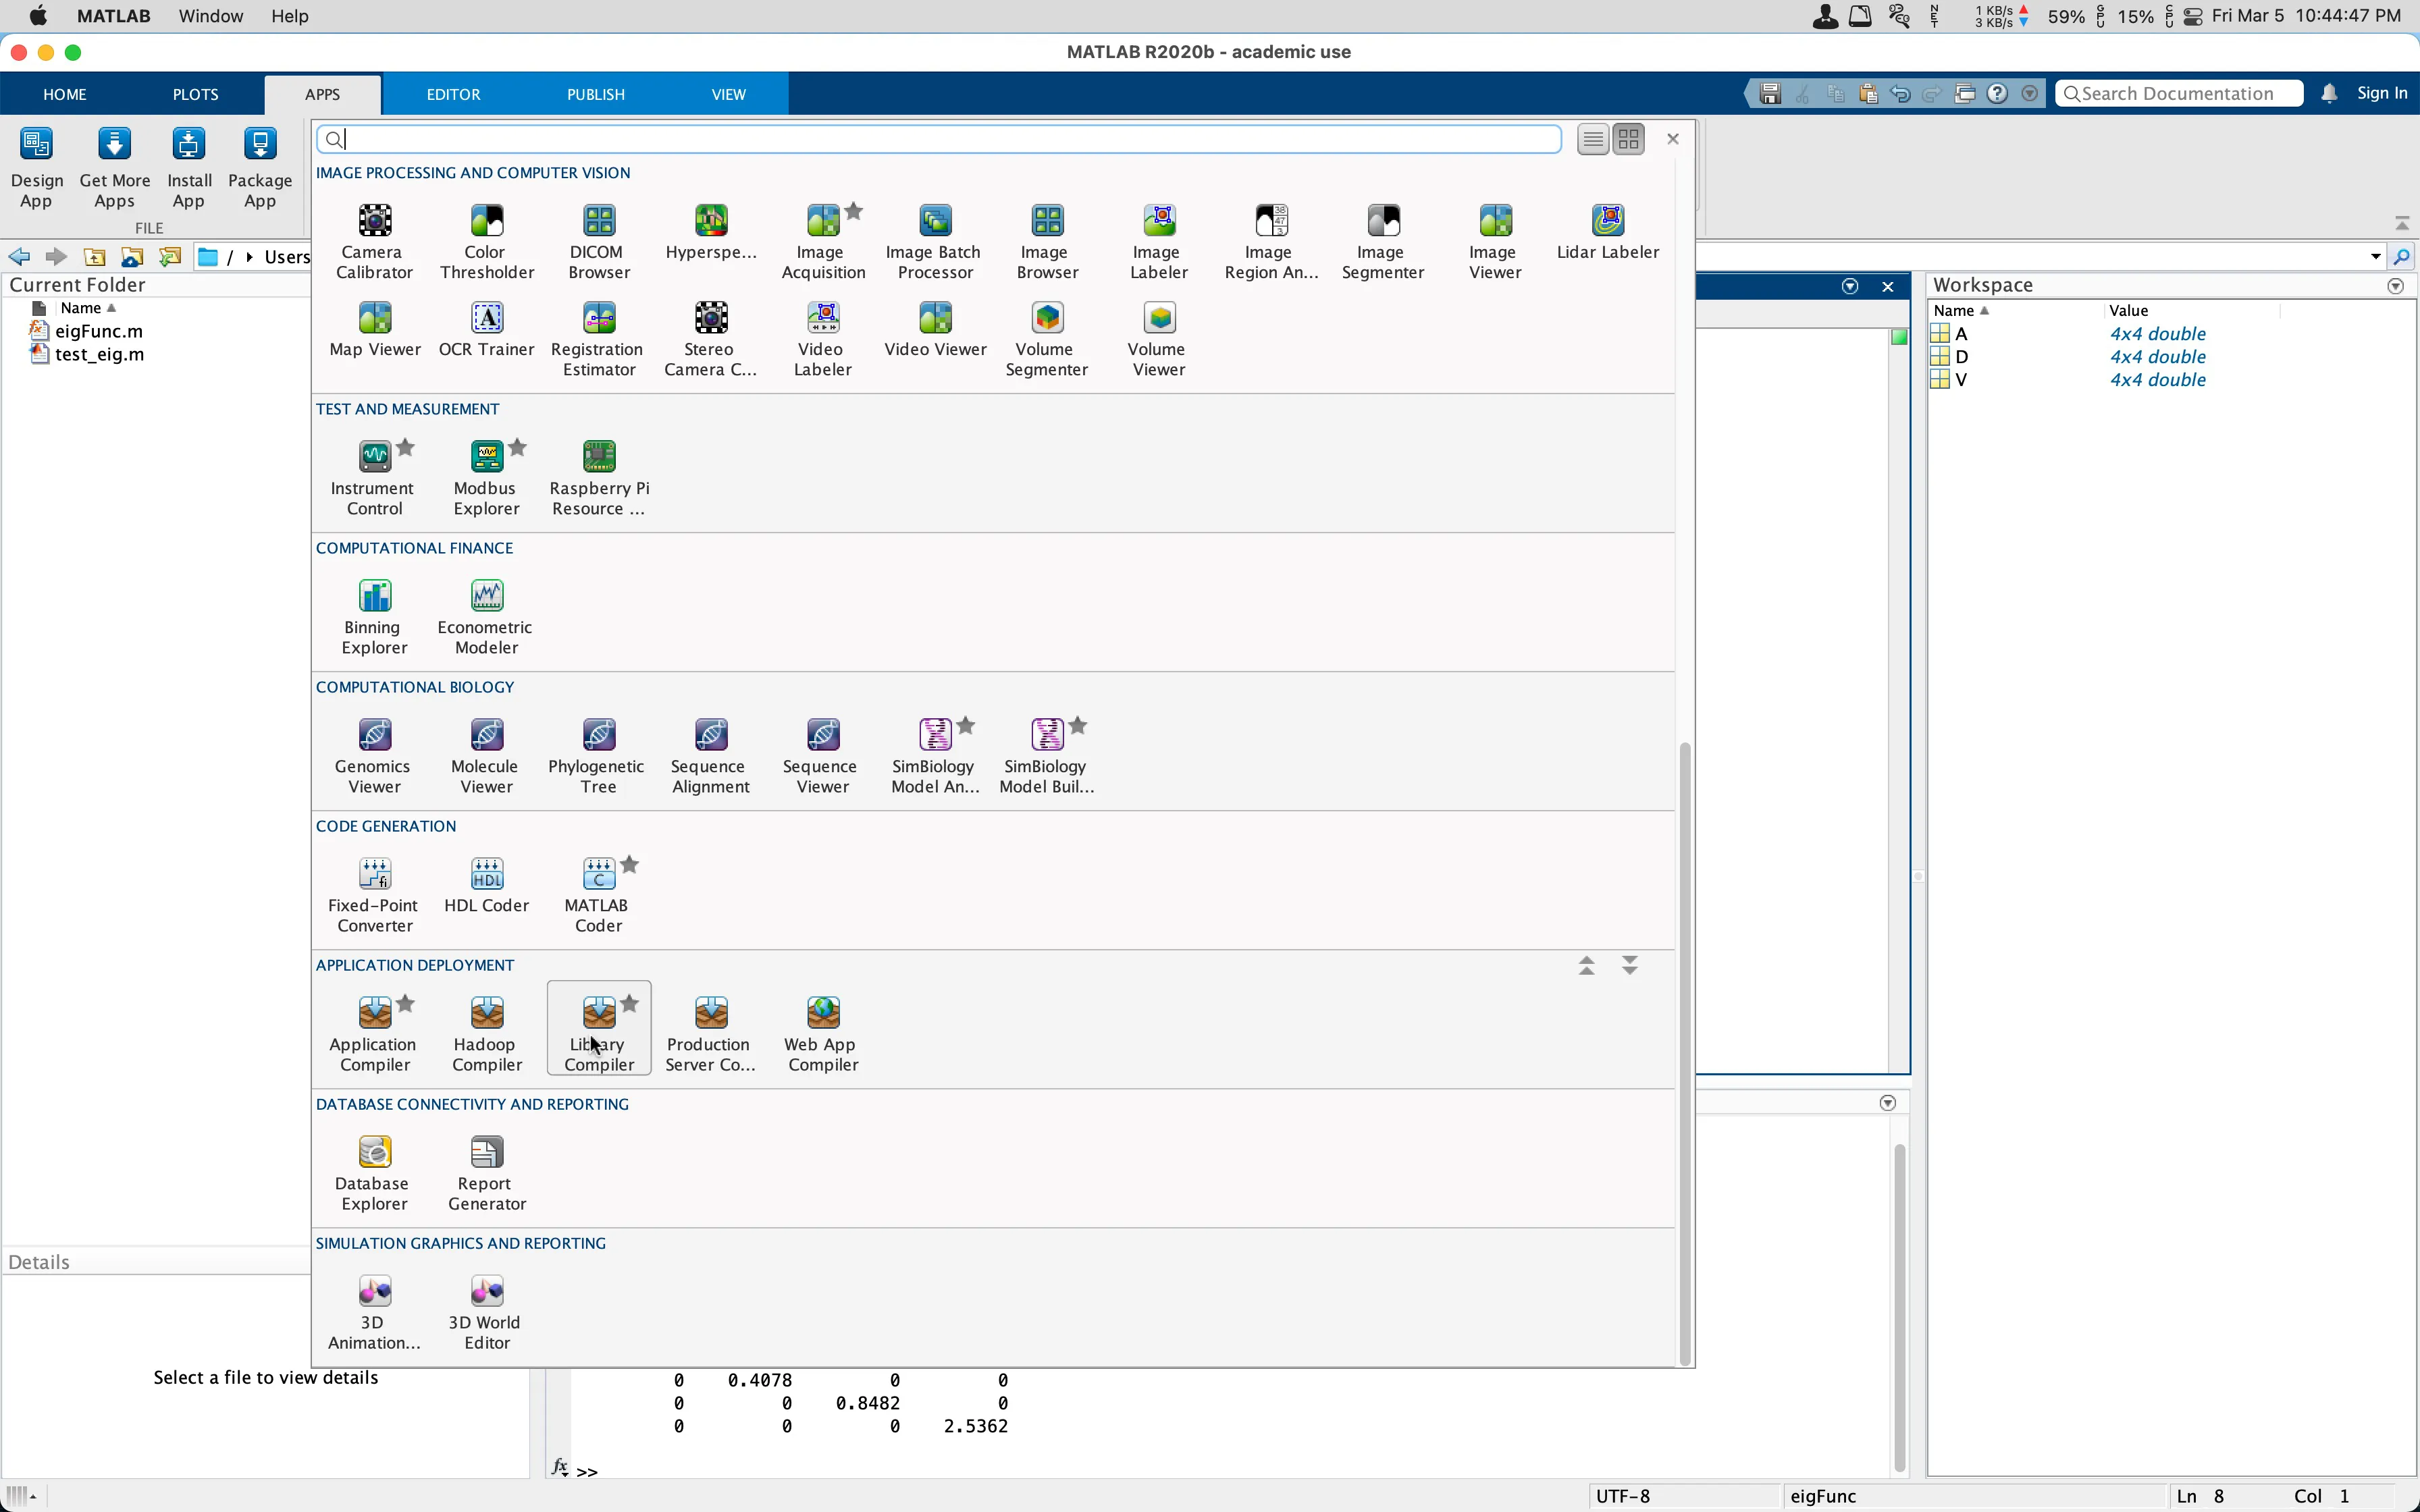 MATLAB Window Help
NET 1 KB/s 3 KB/s 59% GPU 15% CPU Fri Mar 5 10:44:47 PM
MATLAB R2020b - academic use
HOME PLOTS APPS EDITOR PUBLISH VIEW
Search Documentation Sign In
Design App
Get More Apps
Install App
Package App
FILE
/ Users
Current Folder
Name
eigFunc.m
test_eig.m
IMAGE PROCESSING AND COMPUTER VISION
Camera Calibrator
Color Thresholder
DICOM Browser
Hyperspe...
Image Acquisition
Image Batch Processor
Image Browser
Image Labeler
Image Region An...
Image Segmenter
Image Viewer
Lidar Labeler
Map Viewer
OCR Trainer
Registration Estimator
Stereo Camera C...
Video Labeler
Video Viewer
Volume Segmenter
Volume Viewer
TEST AND MEASUREMENT
Instrument Control
Modbus Explorer
Raspberry Pi Resource ...
COMPUTATIONAL FINANCE
Binning Explorer
Econometric Modeler
COMPUTATIONAL BIOLOGY
Genomics Viewer
Molecule Viewer
Phylogenetic Tree
Sequence Alignment
Sequence Viewer
SimBiology Model An...
SimBiology Model Buil...
CODE GENERATION
Fixed-Point Converter
HDL Coder
MATLAB Coder
APPLICATION DEPLOYMENT
Application Compiler
Hadoop Compiler
Library Compiler
Production Server Co...
Web App Compiler
DATABASE CONNECTIVITY AND REPORTING
Database Explorer
Report Generator
SIMULATION GRAPHICS AND REPORTING
3D Animation...
3D World Editor
Workspace
Name Value
A 4x4 double
D 4x4 double
V 4x4 double
Details
Select a file to view details
0 0.4078 0 0
0 0 0.8482 0
0 0 0 2.5362
fx >>
UTF-8 eigFunc Ln 8 Col 1